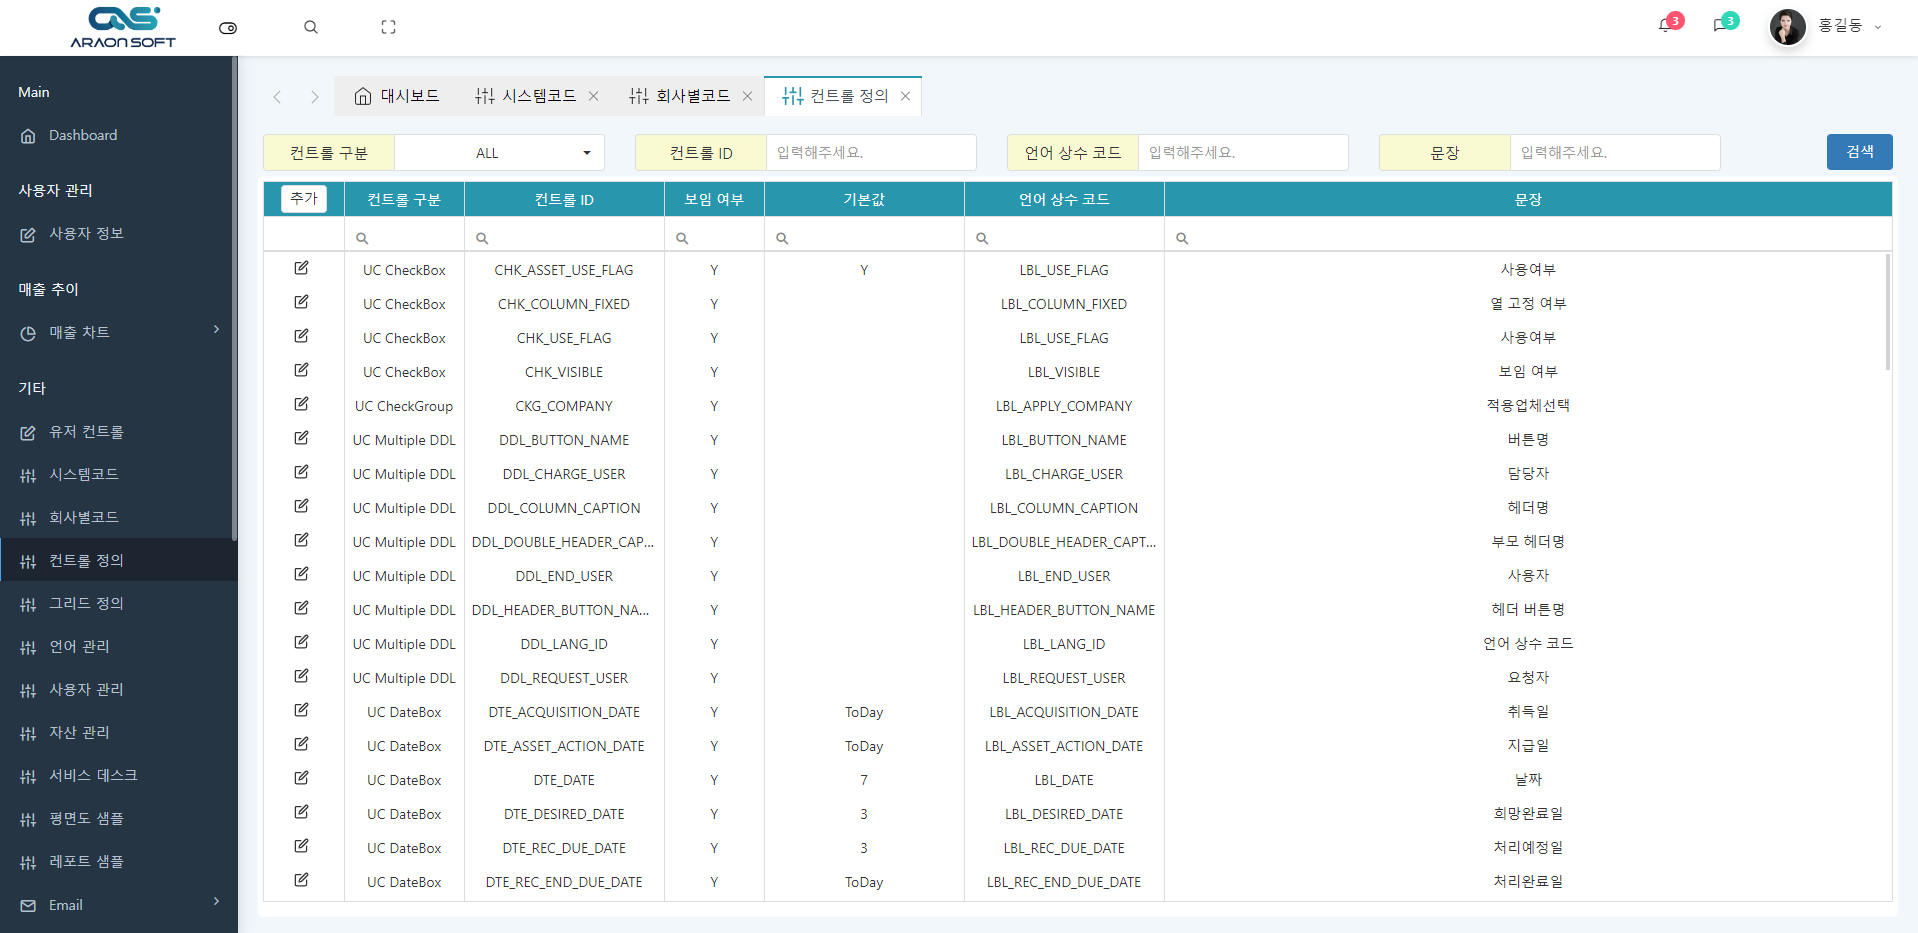 ARAON SOFT
3
3
홍길동
Main
Dashboard
사용자 관리
사용자 정보
매출 추이
매출 차트
기타
유저 컨트롤
시스템코드
회사별코드
컨트롤 정의
그리드 정의
언어 관리
사용자 관리
자산 관리
서비스 데스크
평면도 샘플
레포트 샘플
Email
대시보드 시스템코드 회사별코드 컨트롤 정의
컨트롤 구분 ALL 컨트롤 ID 입력해주세요. 언어 상수 코드 입력해주세요. 문장 입력해주세요. 검색
추가 컨트롤 구분 컨트롤 ID 보임 여부 기본값 언어 상수 코드 문장
UC CheckBox CHK_ASSET_USE_FLAG Y Y LBL_USE_FLAG 사용여부
UC CheckBox CHK_COLUMN_FIXED Y LBL_COLUMN_FIXED 열 고정 여부
UC CheckBox CHK_USE_FLAG Y LBL_USE_FLAG 사용여부
UC CheckBox CHK_VISIBLE Y LBL_VISIBLE 보임 여부
UC CheckGroup CKG_COMPANY Y LBL_APPLY_COMPANY 적용업체선택
UC Multiple DDL DDL_BUTTON_NAME Y LBL_BUTTON_NAME 버튼명
UC Multiple DDL DDL_CHARGE_USER Y LBL_CHARGE_USER 담당자
UC Multiple DDL DDL_COLUMN_CAPTION Y LBL_COLUMN_CAPTION 헤더명
UC Multiple DDL DDL_DOUBLE_HEADER_CAP... Y LBL_DOUBLE_HEADER_CAPT... 부모 헤더명
UC Multiple DDL DDL_END_USER Y LBL_END_USER 사용자
UC Multiple DDL DDL_HEADER_BUTTON_NA... Y LBL_HEADER_BUTTON_NAME 헤더 버튼명
UC Multiple DDL DDL_LANG_ID Y LBL_LANG_ID 언어 상수 코드
UC Multiple DDL DDL_REQUEST_USER Y LBL_REQUEST_USER 요청자
UC DateBox DTE_ACQUISITION_DATE Y ToDay LBL_ACQUISITION_DATE 취득일
UC DateBox DTE_ASSET_ACTION_DATE Y ToDay LBL_ASSET_ACTION_DATE 지급일
UC DateBox DTE_DATE Y 7 LBL_DATE 날짜
UC DateBox DTE_DESIRED_DATE Y 3 LBL_DESIRED_DATE 희망완료일
UC DateBox DTE_REC_DUE_DATE Y 3 LBL_REC_DUE_DATE 처리예정일
UC DateBox DTE_REC_END_DUE_DATE Y ToDay LBL_REC_END_DUE_DATE 처리완료일